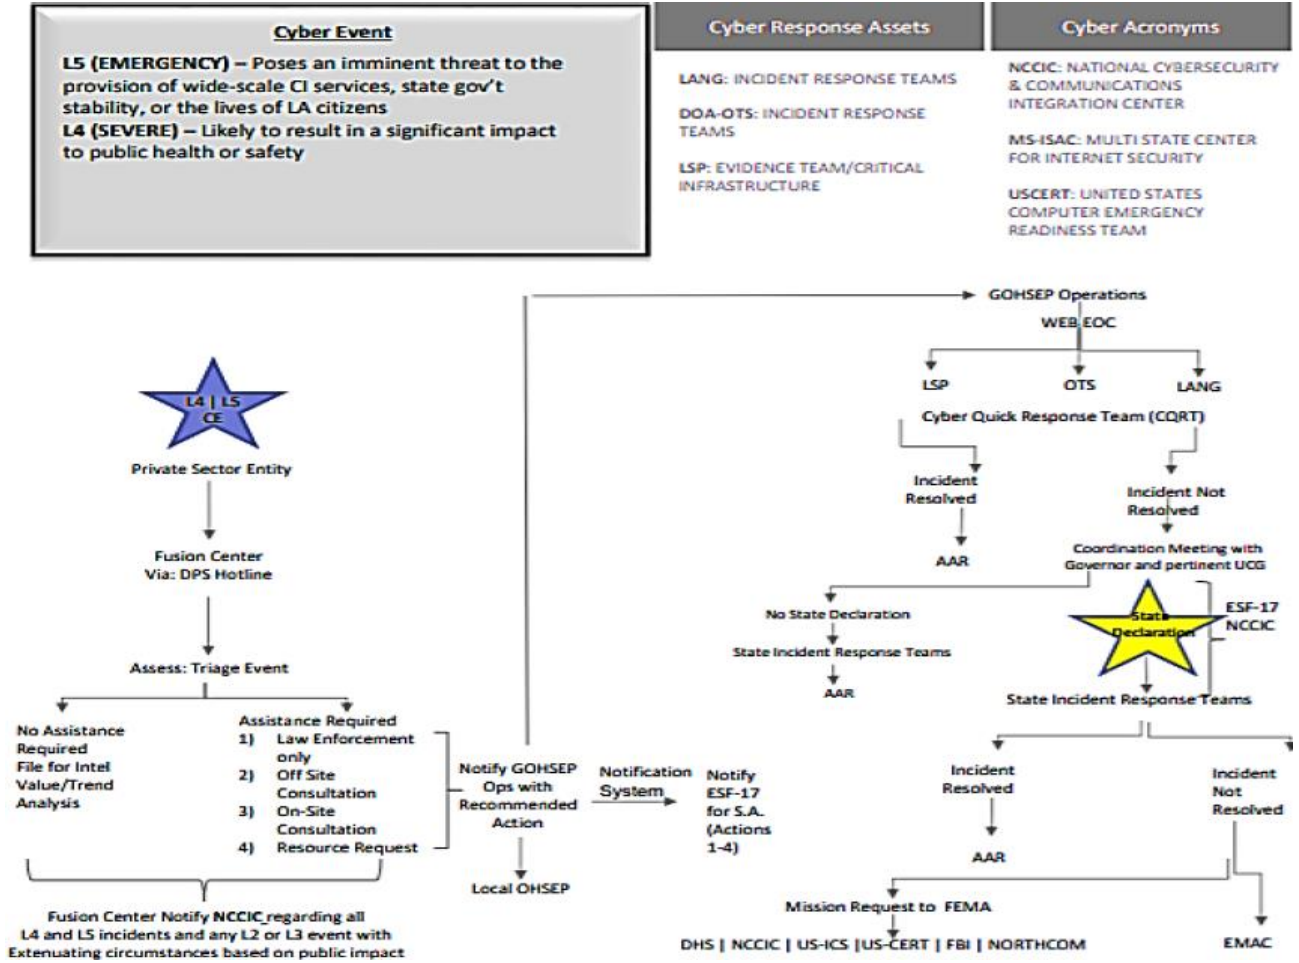 Cyber Event
L5 (EMERGENCY) – Poses an imminent threat to the
provision of wide-scale CI services, state gov't
stability, or the lives of LA citizens
L4 (SEVERE) – Likely to result in a significant impact
to public health or safety
Cyber Response Assets
LANG: INCIDENT RESPONSE TEAMS
DOA-OTS: INCIDENT RESPONSE
TEAMS
LSP: EVIDENCE TEAM/CRITICAL
INFRASTRUCTURE
Cyber Acronyms
NCCIC: NATIONAL CYBERSECURITY
& COMMUNICATIONS
INTEGRATION CENTER
MS-ISAC: MULTI STATE CENTER
FOR INTERNET SECURITY
USCERT: UNITED STATES
COMPUTER EMERGENCY
READINESS TEAM
L4 | L5
CE
Private Sector Entity
Fusion Center
Via: DPS Hotline
Assess: Triage Event
No Assistance
Required
File for Intel
Value/Trend
Analysis
Assistance Required
1) Law Enforcement
only
2) Off Site
Consultation
3) On-Site
Consultation
4) Resource Request
Fusion Center Notify NCCIC regarding all
L4 and L5 incidents and any L2 or L3 event with
Extenuating circumstances based on public impact
Notify GOHSEP
Ops with
Recommended
Action
Local OHSEP
Notification
System
Notify
ESF-17
for S.A.
(Actions
1-4)
GOHSEP Operations
WEB EOC
LSP
OTS
LANG
Cyber Quick Response Team (CQRT)
Incident
Resolved
AAR
Incident Not
Resolved
Coordination Meeting with
Governor and pertinent UCG
No State Declaration
State Incident Response Teams
AAR
State
Declaration
ESF-17
NCCIC
State Incident Response Teams
Incident
Resolved
AAR
Incident
Not
Resolved
Mission Request to FEMA
DHS | NCCIC | US-ICS |US-CERT | FBI | NORTHCOM
EMAC